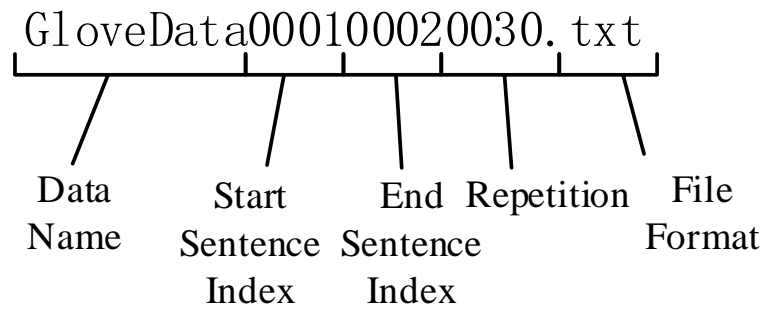 GloveData000100020030.txt
Data Name
Start Sentence Index
End Sentence Index
Repetition
File Format